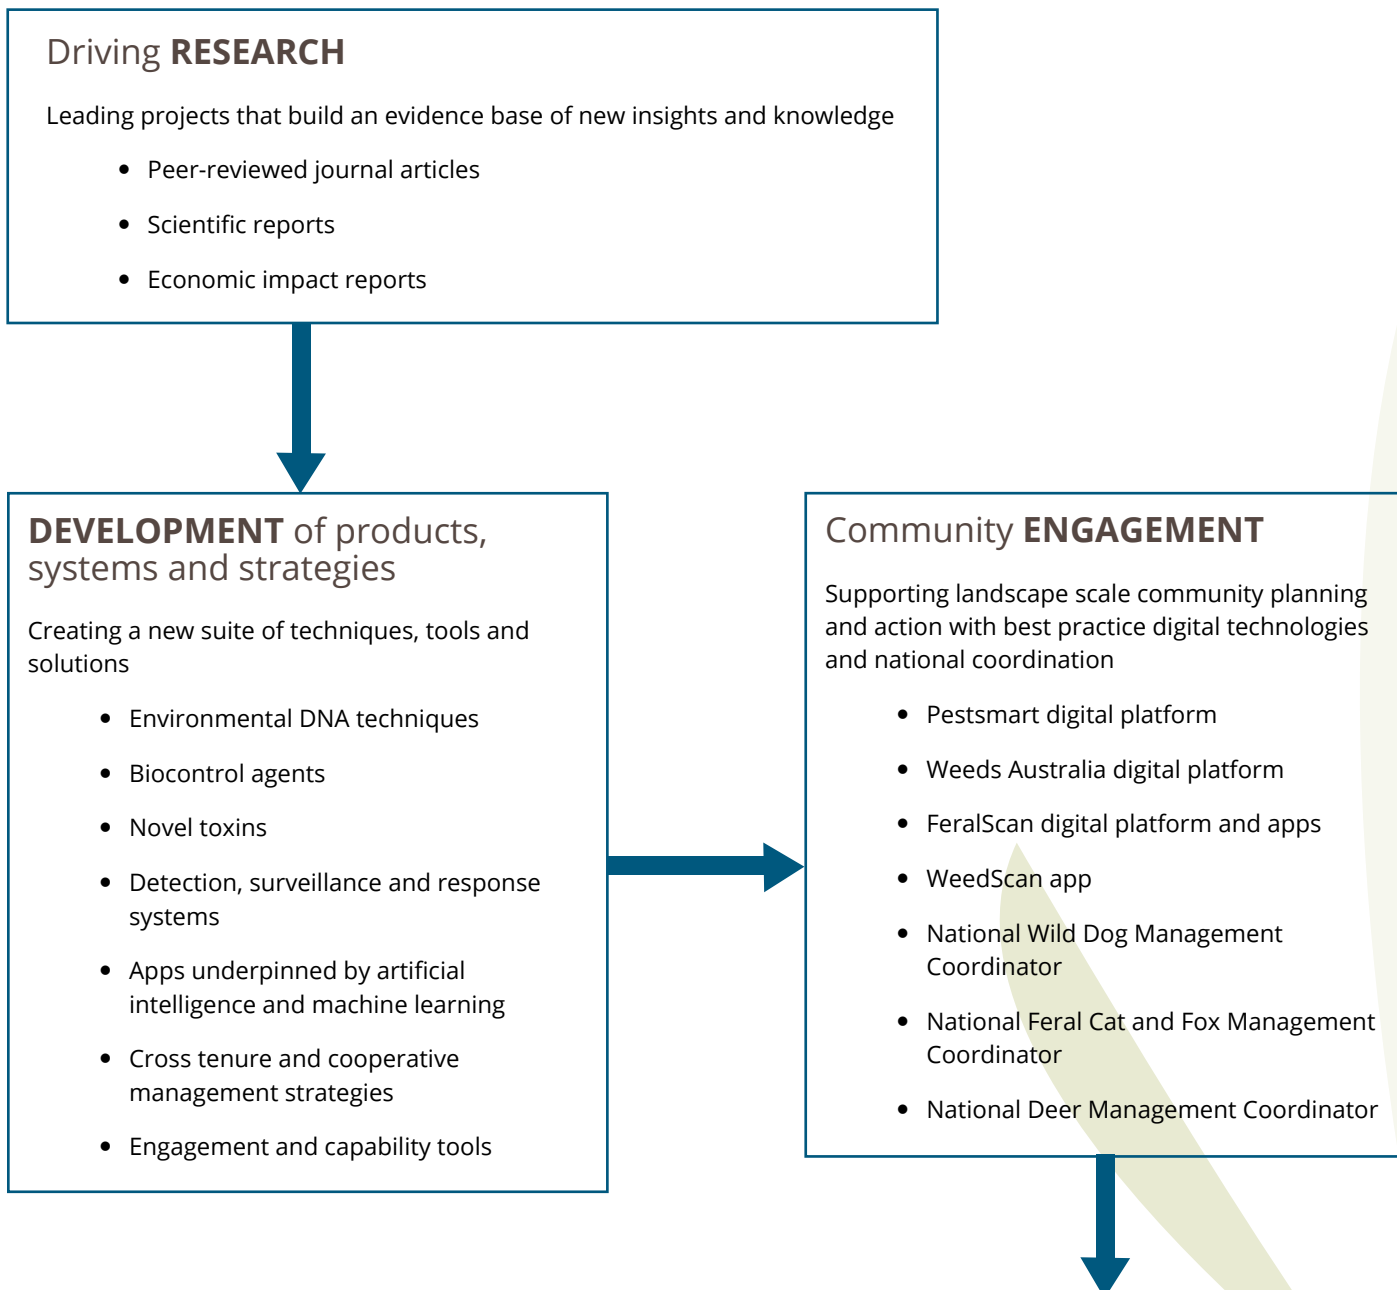 Driving RESEARCH
Leading projects that build an evidence base of new insights and knowledge
• Peer-reviewed journal articles
• Scientific reports
• Economic impact reports
DEVELOPMENT of products,
systems and strategies
Creating a new suite of techniques, tools and
solutions
• Environmental DNA techniques
• Biocontrol agents
• Novel toxins
• Detection, surveillance and response
systems
• Apps underpinned by artificial
intelligence and machine learning
• Cross tenure and cooperative
management strategies
• Engagement and capability tools
Community ENGAGEMENT
Supporting landscape scale community planning
and action with best practice digital technologies
and national coordination
• Pestsmart digital platform
• Weeds Australia digital platform
• FeralScan digital platform and apps
• WeedScan app
• National Wild Dog Management
Coordinator
• National Feral Cat and Fox Management
Coordinator
• National Deer Management Coordinator